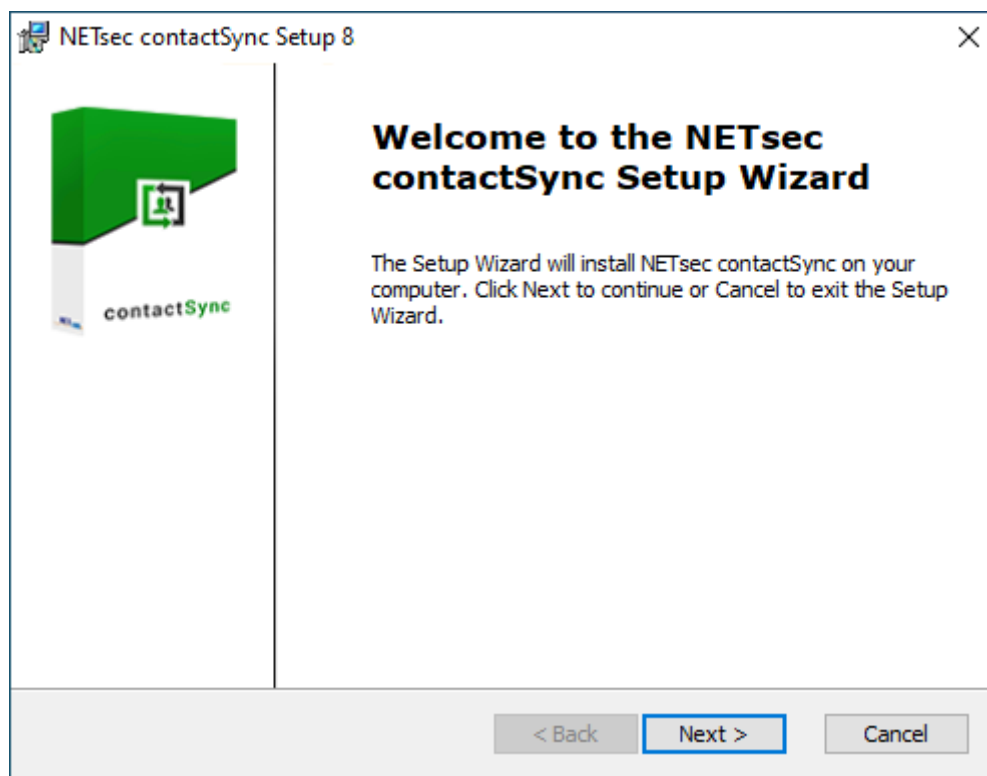 NETsec contactSync Setup 8
Welcome to the NETsec
contactSync Setup Wizard
The Setup Wizard will install NETsec contactSync on your
computer. Click Next to continue or Cancel to exit the Setup
Wizard.
contactSync
< Back
Next >
Cancel